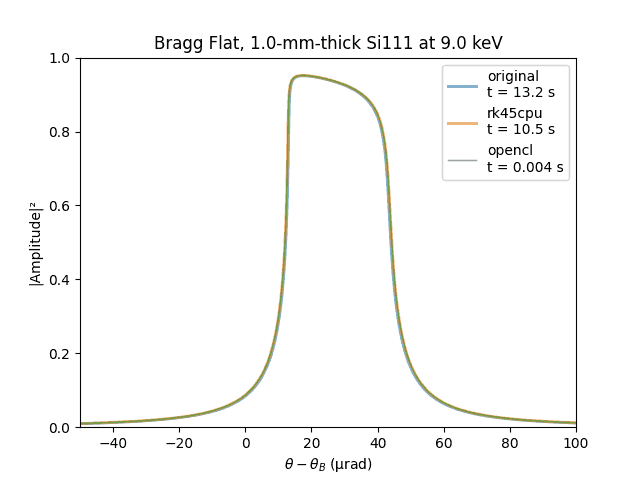 Bragg Flat, 1.0-mm-thick Si111 at 9.0 keV
1.0
0.8
0.6
0.4
0.2
0.0
|Amplitude|²
original
t = 13.2 s
rk45cpu
t = 10.5 s
opencl
t = 0.004 s
−40 −20 0 20 40 60 80 100
θ − θ_B (μrad)